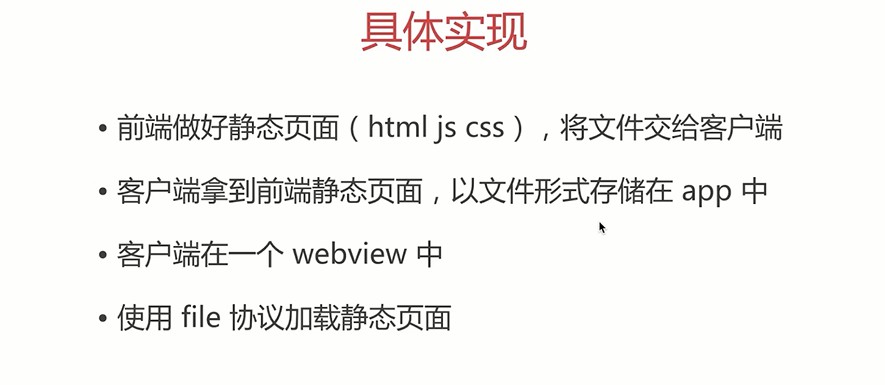 具体实现
• 前端做好静态页面（html js css），将文件交给客户端
• 客户端拿到前端静态页面，以文件形式存储在 app 中
• 客户端在一个 webview 中
• 使用 file 协议加载静态页面